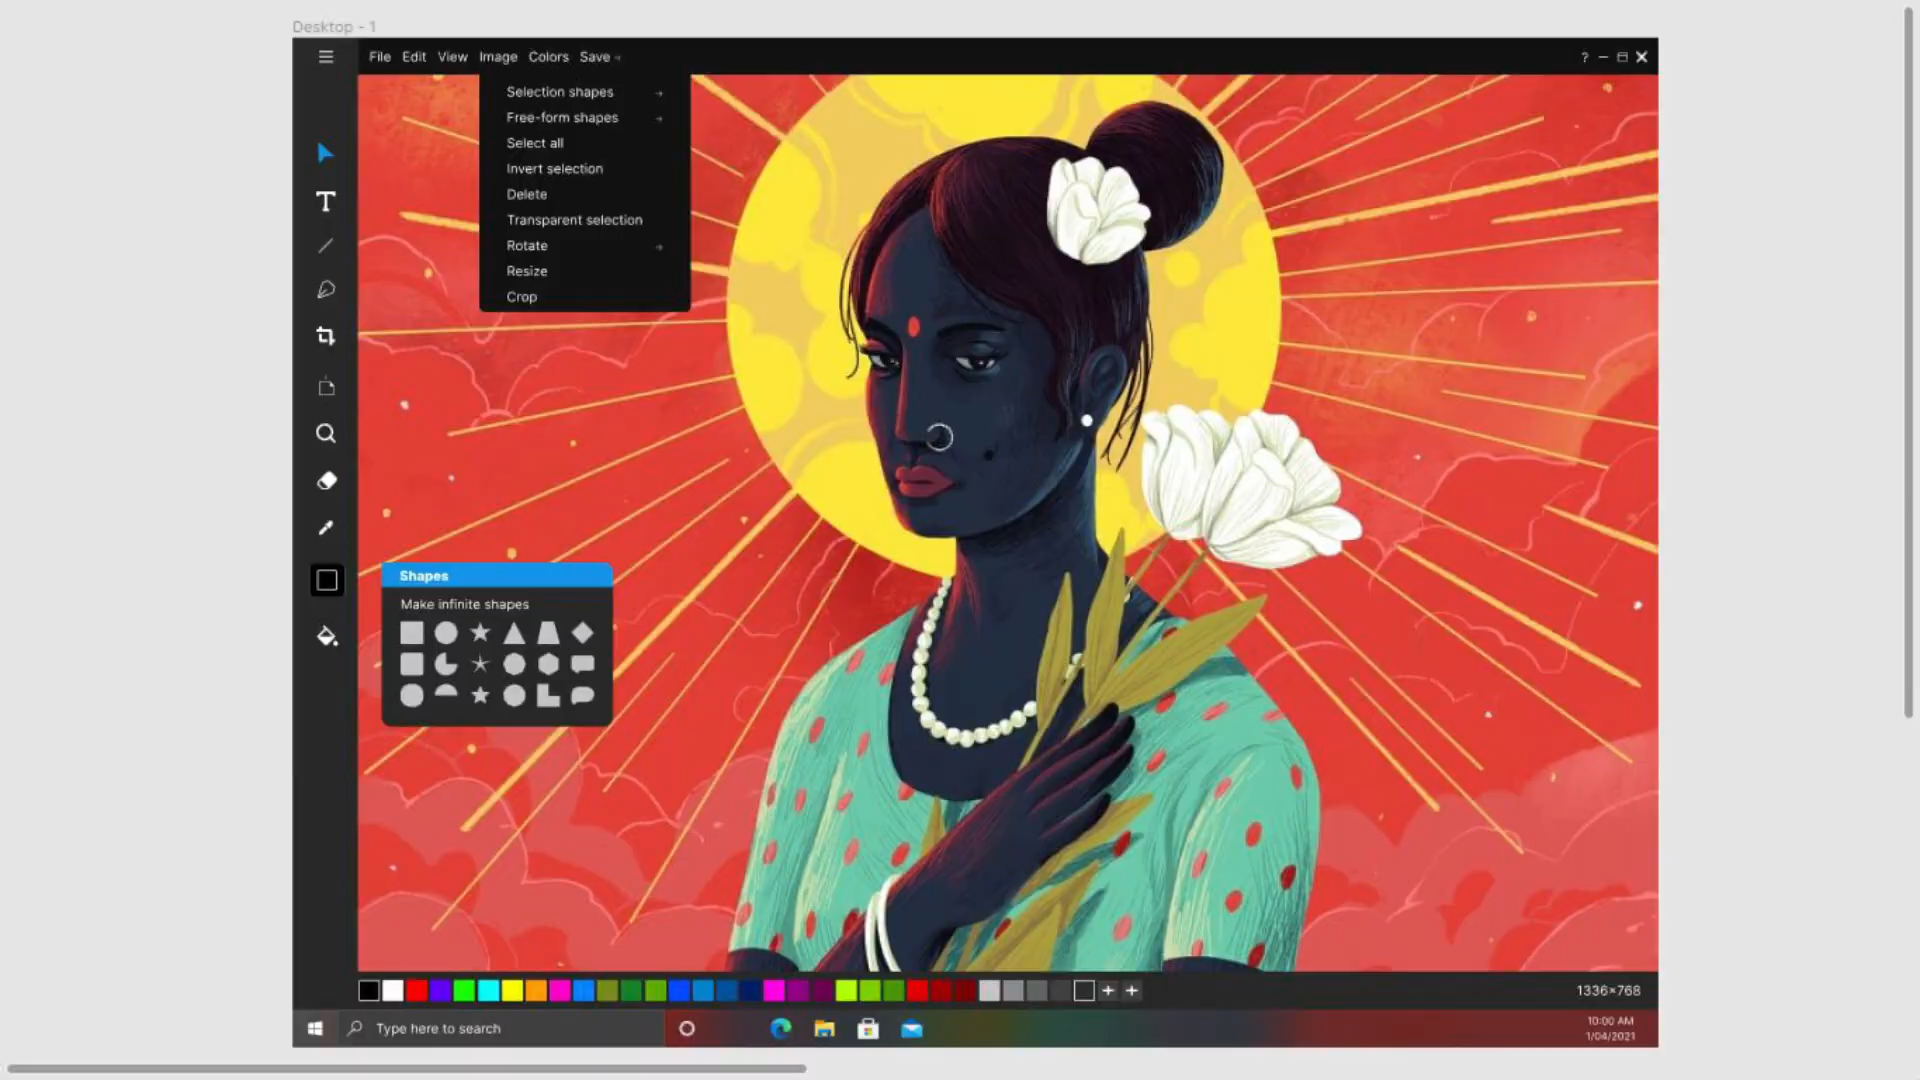 Desktop - 1
File Edit View Image Colors Save
?
Selection shapes
Free-form shapes
Select all
Invert selection
Delete
Transparent selection
Rotate
Resize
Crop
T
Shapes
Make infinite shapes
1336×768
Type here to search
10:00 AM
1/04/2021